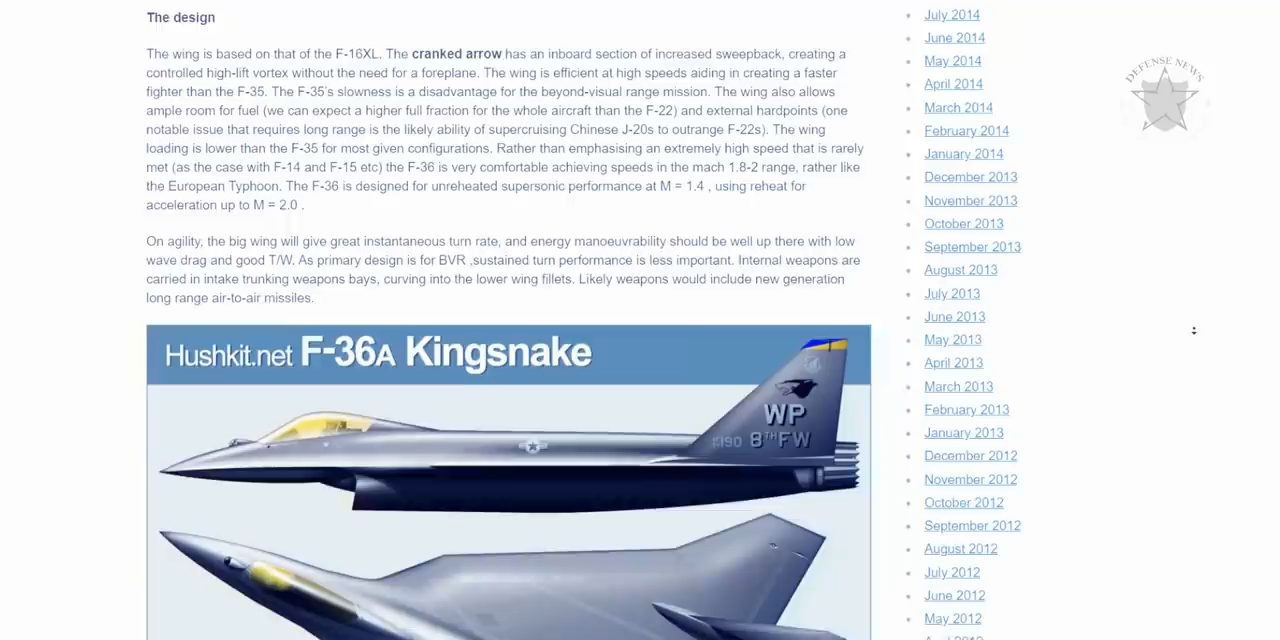 The design
The wing is based on that of the F-16XL. The cranked arrow has an inboard section of increased sweepback, creating a
controlled high-lift vortex without the need for a foreplane. The wing is efficient at high speeds aiding in creating a faster
fighter than the F-35. The F-35's slowness is a disadvantage for the beyond-visual range mission. The wing also allows
ample room for fuel (we can expect a higher full fraction for the whole aircraft than the F-22) and external hardpoints (one
notable issue that requires long range is the likely ability of supercruising Chinese J-20s to outrange F-22s). The wing
loading is lower than the F-35 for most given configurations. Rather than emphasising an extremely high speed that is rarely
met (as the case with F-14 and F-15 etc) the F-36 is very comfortable achieving speeds in the mach 1.8-2 range, rather like
the European Typhoon. The F-36 is designed for unreheated supersonic performance at M = 1.4 , using reheat for
acceleration up to M = 2.0 .
On agility, the big wing will give great instantaneous turn rate, and energy manoeuvrability should be well up there with low
wave drag and good T/W. As primary design is for BVR ,sustained turn performance is less important. Internal weapons are
carried in intake trunking weapons bays, curving into the lower wing fillets. Likely weapons would include new generation
long range air-to-air missiles.
Hushkit.net F-36A Kingsnake
WP
190 8TH FW
July 2014
June 2014
May 2014
April 2014
March 2014
February 2014
January 2014
December 2013
November 2013
October 2013
September 2013
August 2013
July 2013
June 2013
May 2013
April 2013
March 2013
February 2013
January 2013
December 2012
November 2012
October 2012
September 2012
August 2012
July 2012
June 2012
May 2012
April 2012
DEFENSE NEWS